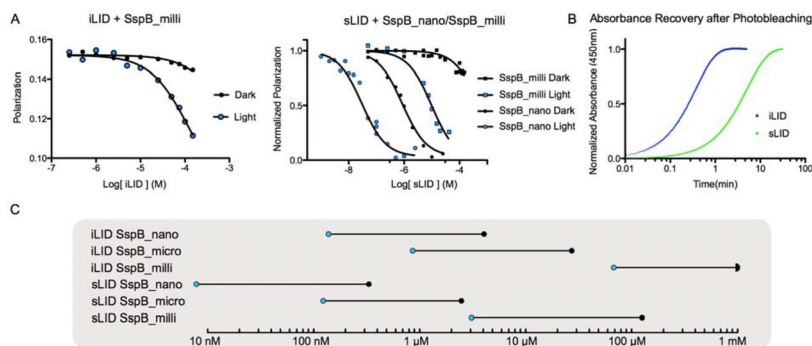 A
iLID + SspB_milli
Polarization
0.16
0.14
0.12
0.10
Dark
Light
-7 -6 -5 -4 -3
Log[ iLID ] (M)
sLID + SspB_nano/SspB_milli
Normalized Polarization
1.0
0.5
0.0
SspB_milli Dark
SspB_milli Light
SspB_nano Dark
SspB_nano Light
-8 -6 -4 -2
Log[ sLID ] (M)
B Absorbance Recovery after Photobleaching
Normalized Absorbance (450nm)
1.0
0.5
0.0
iLID
sLID
0.01 0.1 1 10 100
Time(min)
C
iLID SspB_nano
iLID SspB_micro
iLID SspB_milli
sLID SspB_nano
sLID SspB_micro
sLID SspB_milli
10 nM 100 nM 1 µM 10 µM 100 µM 1 mM